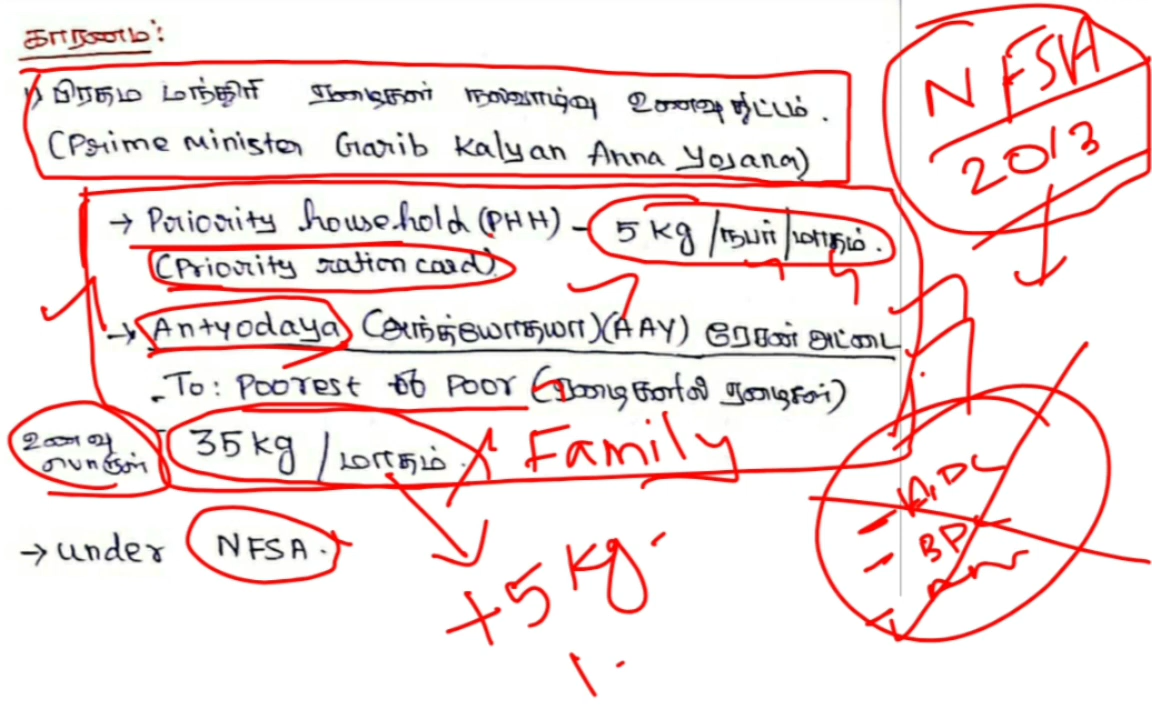 காரணம்:
1) பிரதம மந்திரி ஏழைகள் நலவாழ்வு உணவு திட்டம்.
(Prime Minister Garib Kalyan Anna Yojana)
→ Priority household (PHH) - 5 kg /நபர் /மாதம்.
(Priority ration card)
→ Antyodaya (அந்த்யோதயா) (AAY) ரேஷன் அட்டை
To: Poorest of Poor (ஏழைகளில் ஏழைகள்)
உணவு பொருள் 35 kg / மாதம். / Family
→ under NFSA.
+5 kg
NFSA
2013